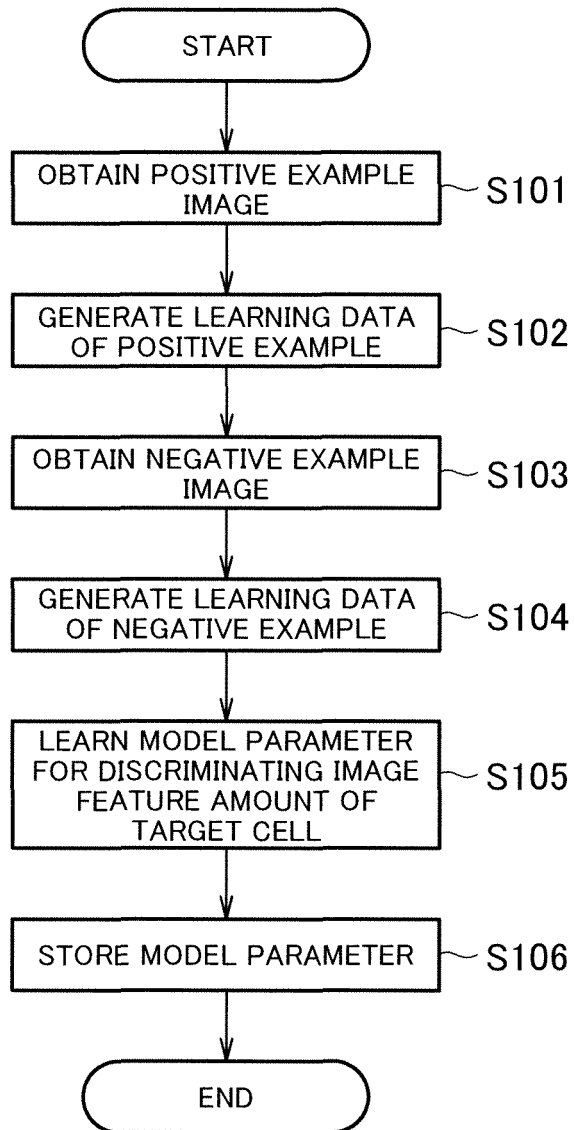 START
OBTAIN POSITIVE EXAMPLE
IMAGE
S101
GENERATE LEARNING DATA
OF POSITIVE EXAMPLE
S102
OBTAIN NEGATIVE EXAMPLE
IMAGE
S103
GENERATE LEARNING DATA
OF NEGATIVE EXAMPLE
S104
LEARN MODEL PARAMETER
FOR DISCRIMINATING IMAGE
FEATURE AMOUNT OF
TARGET CELL
S105
STORE MODEL PARAMETER
S106
END